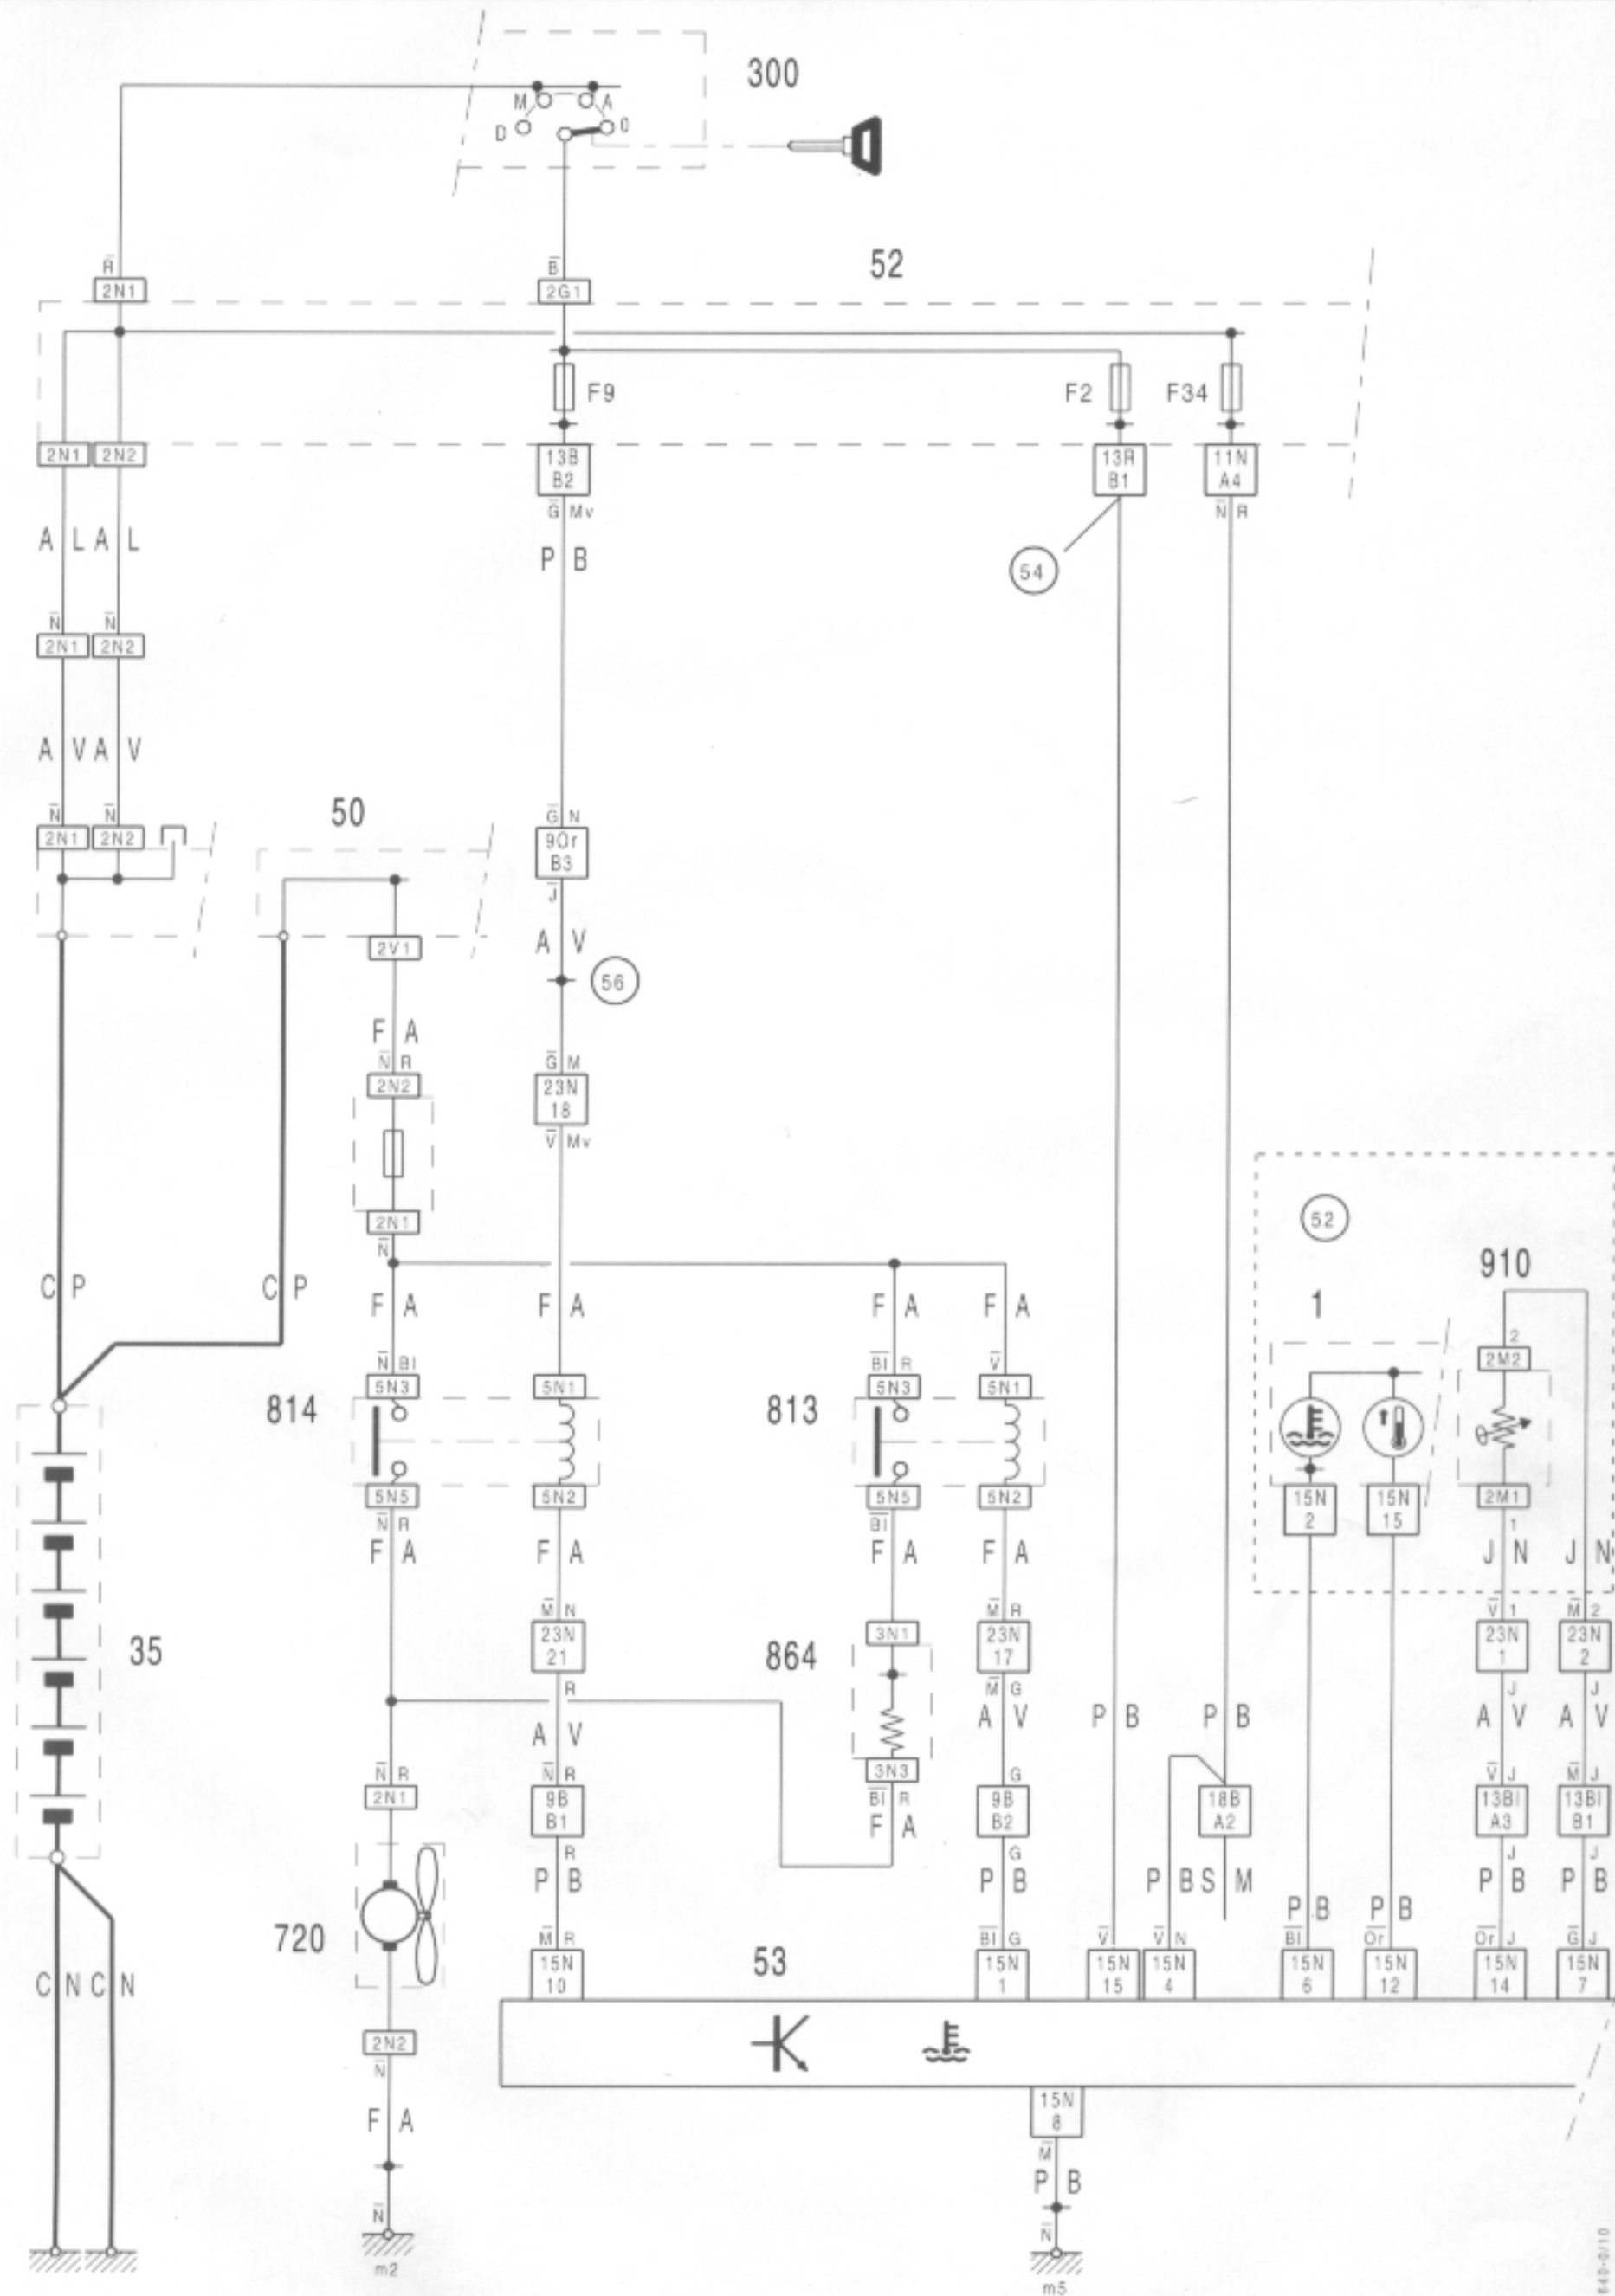 300
M A
D 0
R
2N1
B
2G1
52
F9
F2
F34
2N1 2N2
13B
B2
13R
B1
11N
A4
G Mv
N R
A L A L
P B
54
N N
2N1 2N2
A V A V
50
N N
2N1 2N2
G N
9Or
B3
J
2V1
A V
56
F A
N R
2N2
G M
23N
18
V Mv
2N1
N
52
910
1
C P
C P
F A
F A
F A
F A
2
2M2
N Bl
5N3
5N1
Bl R
5N3
V
5N1
814
813
5N5
5N2
5N5
5N2
15N
2
15N
15
2M1
1
N R
Bl
F A
F A
F A
F A
J N
J N
M N
23N
21
R
M R
23N
17
M G
V 1
23N
1
J
M 2
23N
2
J
35
864
3N1
A V
A V
P B
P B
A V
A V
3N3
Bl R
F A
N R
2N1
N R
9B
B1
R
G
9B
B2
G
18B
A2
V J
13Bl
A3
J
M J
13Bl
B1
J
P B
P B
P B
S M
P B
P B
P B
P B
720
53
M R
15N
10
Bl G
15N
1
V
15N
15
V N
15N
4
Bl
15N
6
Or
15N
12
Or J
15N
14
G J
15N
7
C N C N
2N2
N
F A
15N
8
M
P B
N
m2
N
m5